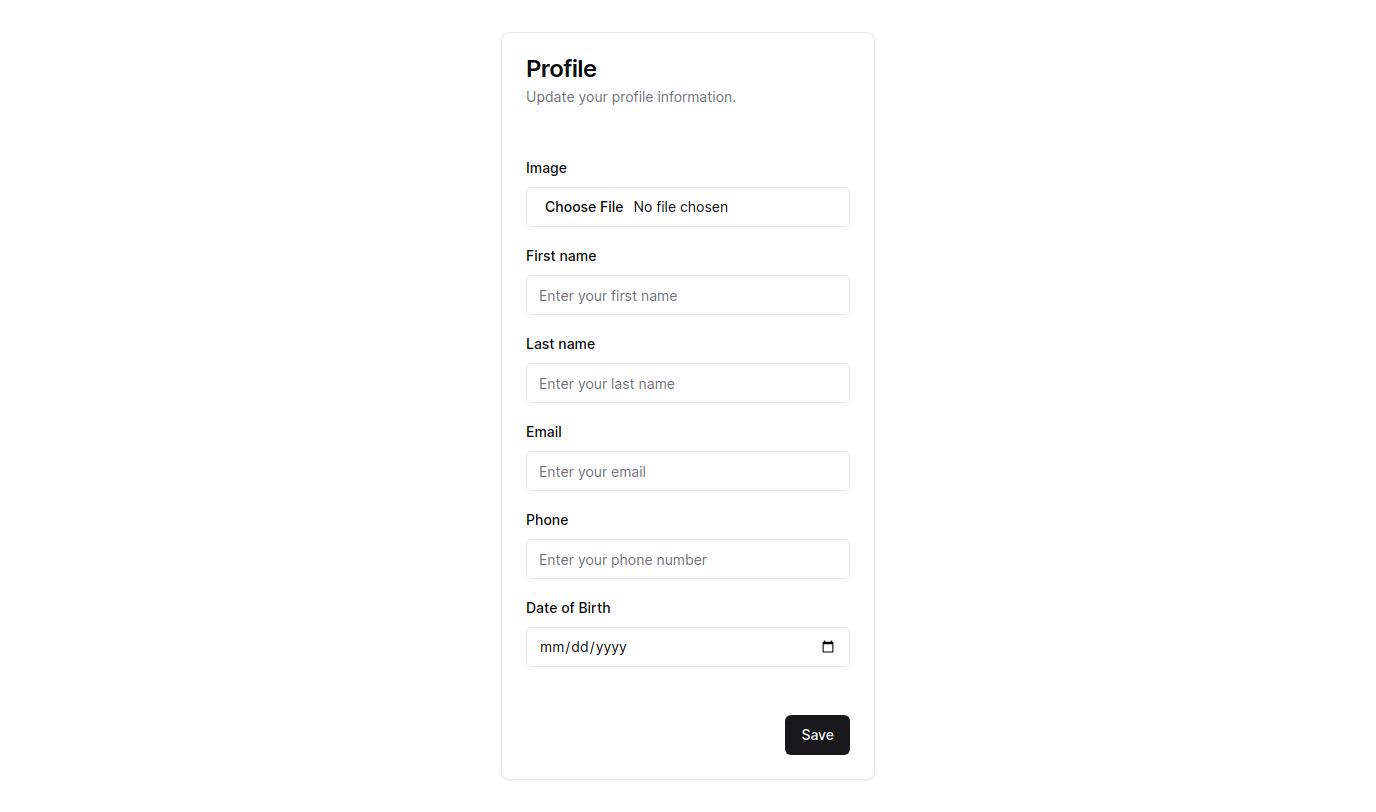 Profile
Update your profile information.
Image
Choose File No file chosen
First name
Enter your first name
Last name
Enter your last name
Email
Enter your email
Phone
Enter your phone number
Date of Birth
mm/dd/yyyy
Save